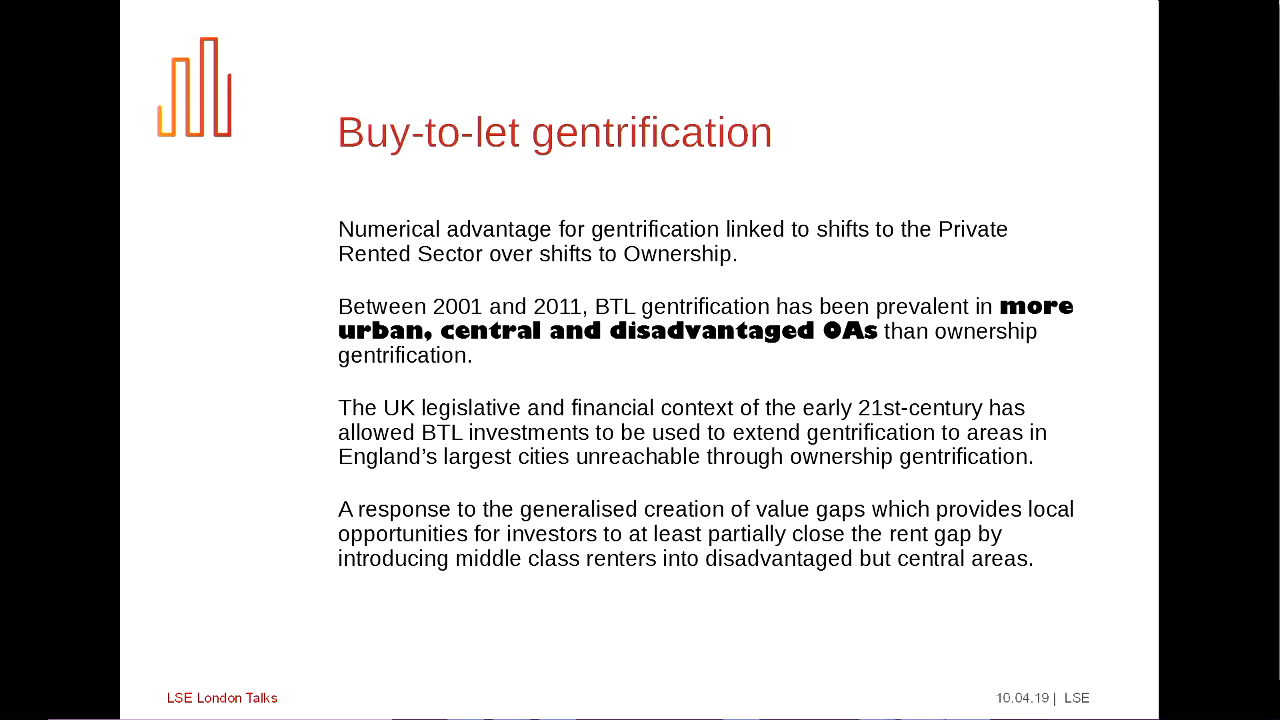 Buy-to-let gentrification
Numerical advantage for gentrification linked to shifts to the Private
Rented Sector over shifts to Ownership.
Between 2001 and 2011, BTL gentrification has been prevalent in more
urban, central and disadvantaged OAs than ownership
gentrification.
The UK legislative and financial context of the early 21st-century has
allowed BTL investments to be used to extend gentrification to areas in
England’s largest cities unreachable through ownership gentrification.
A response to the generalised creation of value gaps which provides local
opportunities for investors to at least partially close the rent gap by
introducing middle class renters into disadvantaged but central areas.
LSE London Talks
10.04.19 | LSE